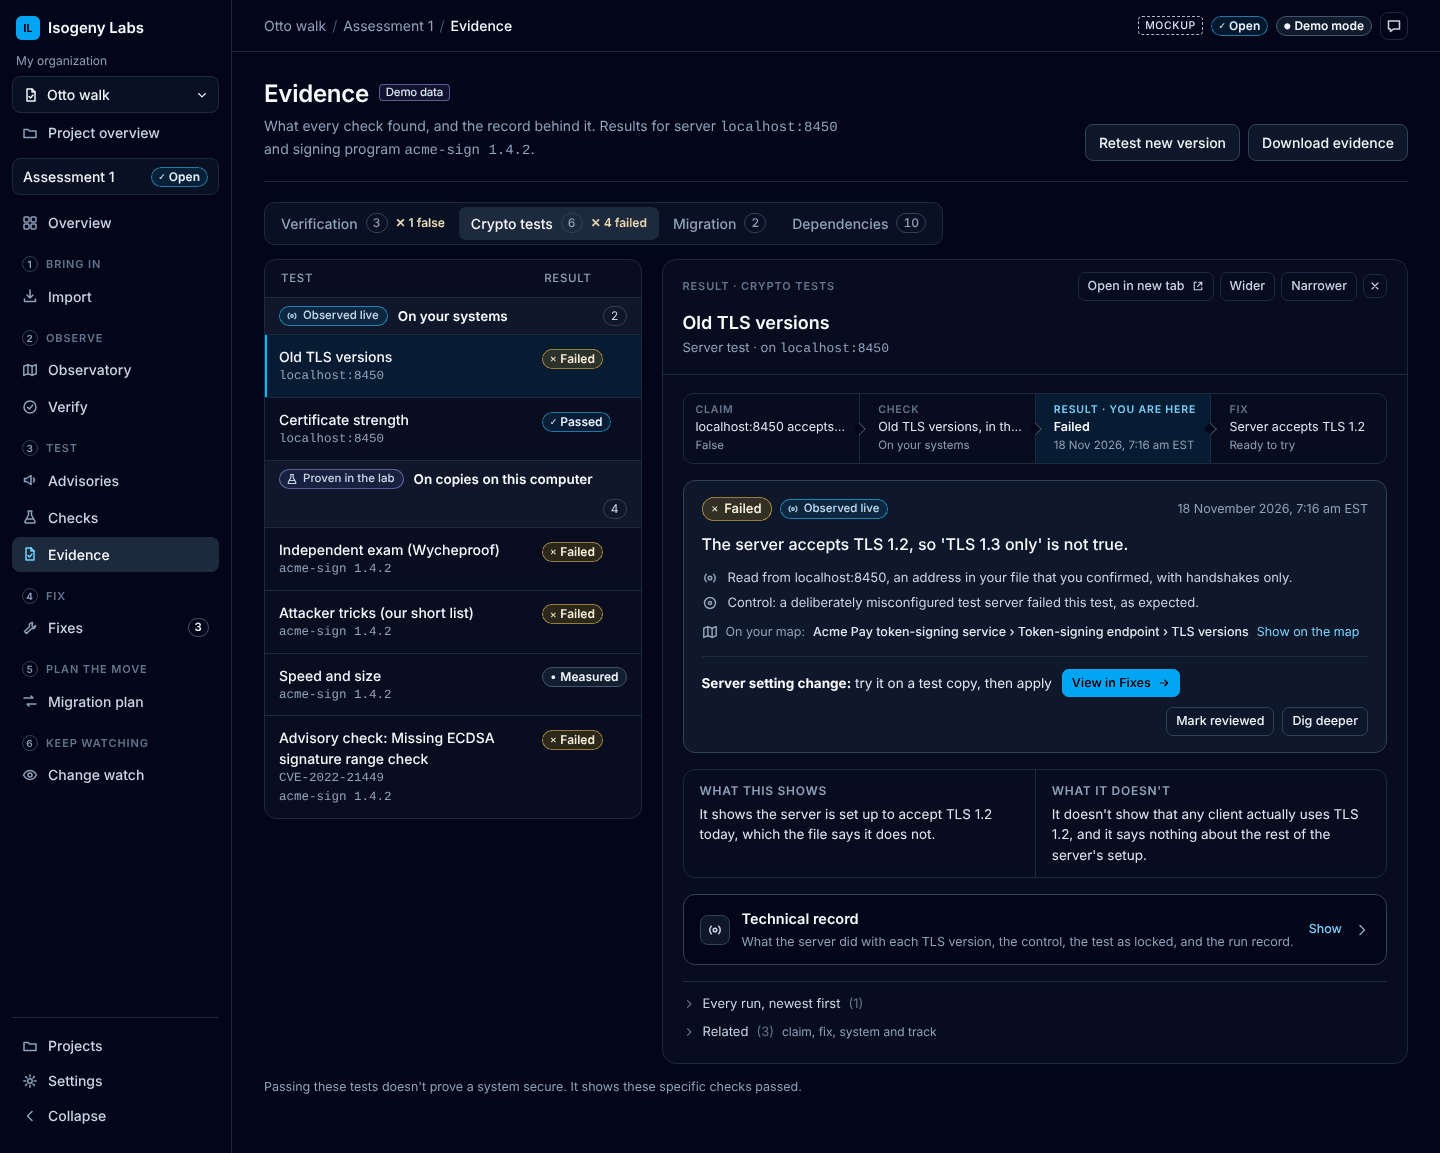 IL Isogeny Labs
My organization
Otto walk
Project overview
Assessment 1 ✓ Open
Overview
1 BRING IN
Import
2 OBSERVE
Observatory
Verify
3 TEST
Advisories
Checks
Evidence
4 FIX
Fixes 3
5 PLAN THE MOVE
Migration plan
6 KEEP WATCHING
Change watch
Projects
Settings
Collapse
Otto walk / Assessment 1 / Evidence
MOCKUP ✓ Open ● Demo mode
Evidence Demo data
What every check found, and the record behind it. Results for server localhost:8450
and signing program acme-sign 1.4.2.
Retest new version Download evidence
Verification 3 ✕ 1 false Crypto tests 6 ✕ 4 failed Migration 2 Dependencies 10
TEST RESULT
Observed live On your systems 2
Old TLS versions × Failed
localhost:8450
Certificate strength ✓ Passed
localhost:8450
Proven in the lab On copies on this computer
4
Independent exam (Wycheproof) × Failed
acme-sign 1.4.2
Attacker tricks (our short list) × Failed
acme-sign 1.4.2
Speed and size • Measured
acme-sign 1.4.2
Advisory check: Missing ECDSA × Failed
signature range check
CVE-2022-21449
acme-sign 1.4.2
RESULT · CRYPTO TESTS
Open in new tab Wider Narrower ×
Old TLS versions
Server test · on localhost:8450
CLAIM
localhost:8450 accepts...
False
CHECK
Old TLS versions, in th...
On your systems
RESULT · YOU ARE HERE
Failed
18 Nov 2026, 7:16 am EST
FIX
Server accepts TLS 1.2
Ready to try
× Failed Observed live 18 November 2026, 7:16 am EST
The server accepts TLS 1.2, so 'TLS 1.3 only' is not true.
Read from localhost:8450, an address in your file that you confirmed, with handshakes only.
Control: a deliberately misconfigured test server failed this test, as expected.
On your map: Acme Pay token-signing service › Token-signing endpoint › TLS versions Show on the map
Server setting change: try it on a test copy, then apply View in Fixes →
Mark reviewed Dig deeper
WHAT THIS SHOWS
It shows the server is set up to accept TLS 1.2
today, which the file says it does not.
WHAT IT DOESN'T
It doesn't show that any client actually uses TLS
1.2, and it says nothing about the rest of the
server's setup.
Technical record
What the server did with each TLS version, the control, the test as locked, and the run record.
Show
Every run, newest first (1)
Related (3) claim, fix, system and track
Passing these tests doesn't prove a system secure. It shows these specific checks passed.